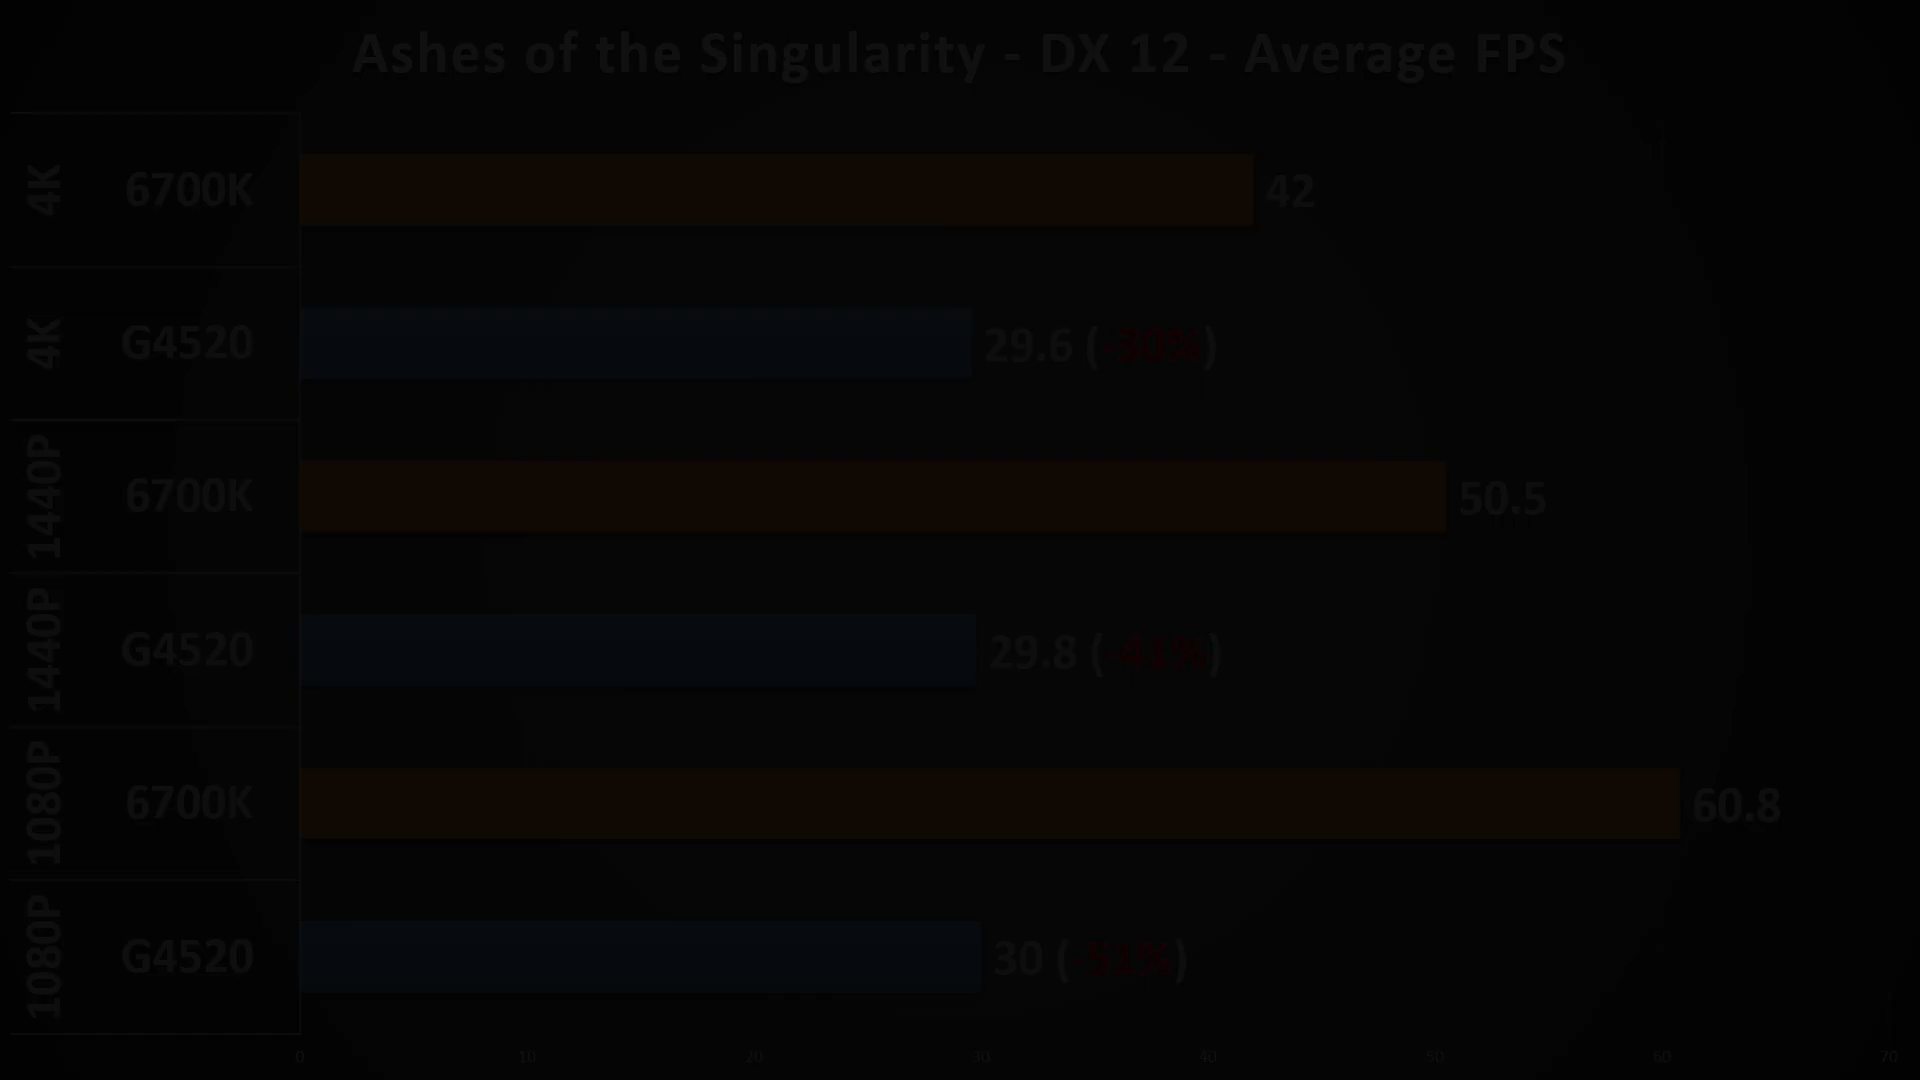 Ashes of the Singularity - DX 12 - Average FPS
4K 6700K 42
4K G4520 29.6 (-30%)
1440P 6700K 50.5
1440P G4520 29.8 (-41%)
1080P 6700K 60.8
1080P G4520 30 (-51%)
0 10 20 30 40 50 60 70